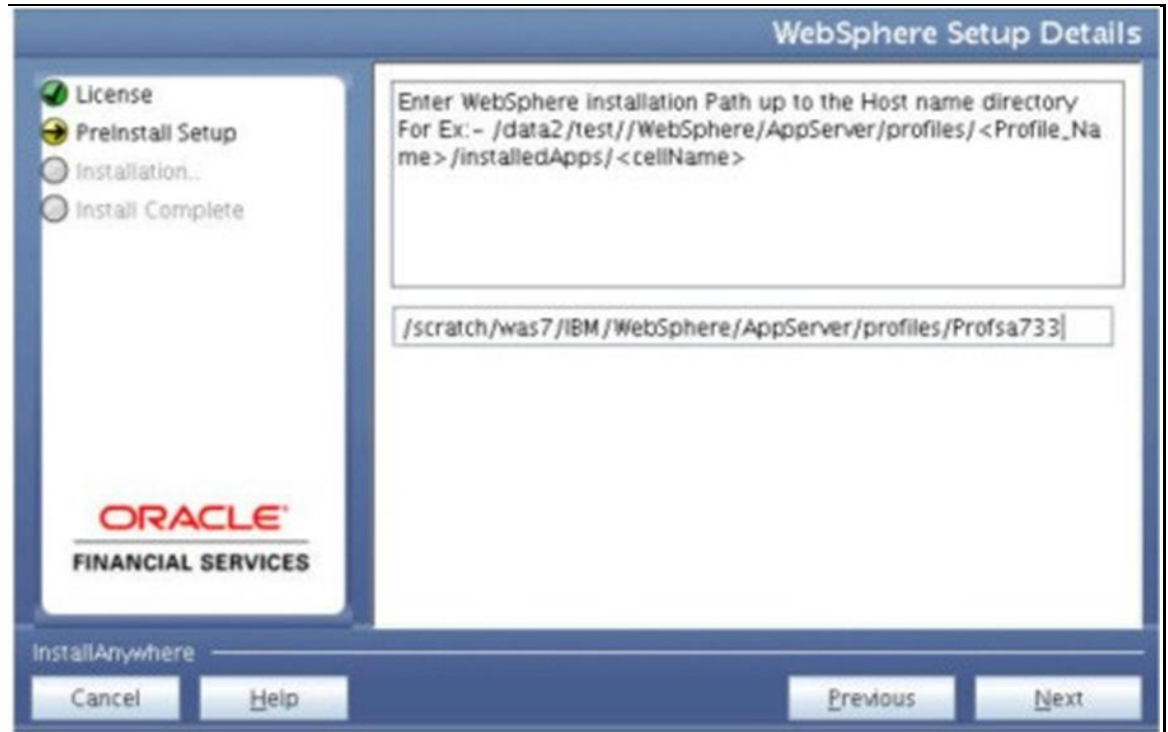 WebSphere Setup Details
License
PreInstall Setup
Installation..
Install Complete
Enter WebSphere installation Path up to the Host name directory
For Ex:- /data2/test//WebSphere/AppServer/profiles/<Profile_Na
me>/installedApps/<cellName>
/scratch/was7/IBM/WebSphere/AppServer/profiles/Profsa733
ORACLE
FINANCIAL SERVICES
InstallAnywhere
Cancel
Help
Previous
Next